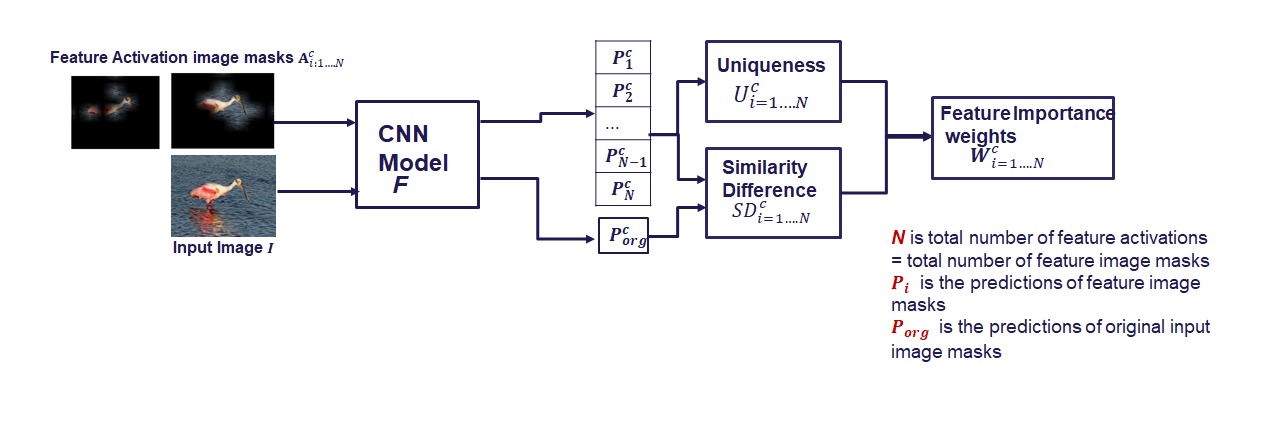 Feature Activation image masks A^c_{i:1....N}
Input Image I
CNN
Model
F
P^c_1
P^c_2
...
P^c_{N−1}
P^c_N
P^c_{org}
Uniqueness
U^c_{i=1....N}
Similarity
Difference
SD^c_{i=1....N}
Feature Importance
weights
W^c_{i=1....N}
N is total number of feature activations
= total number of feature image masks
P_i is the predictions of feature image
masks
P_{org} is the predictions of original input
image masks